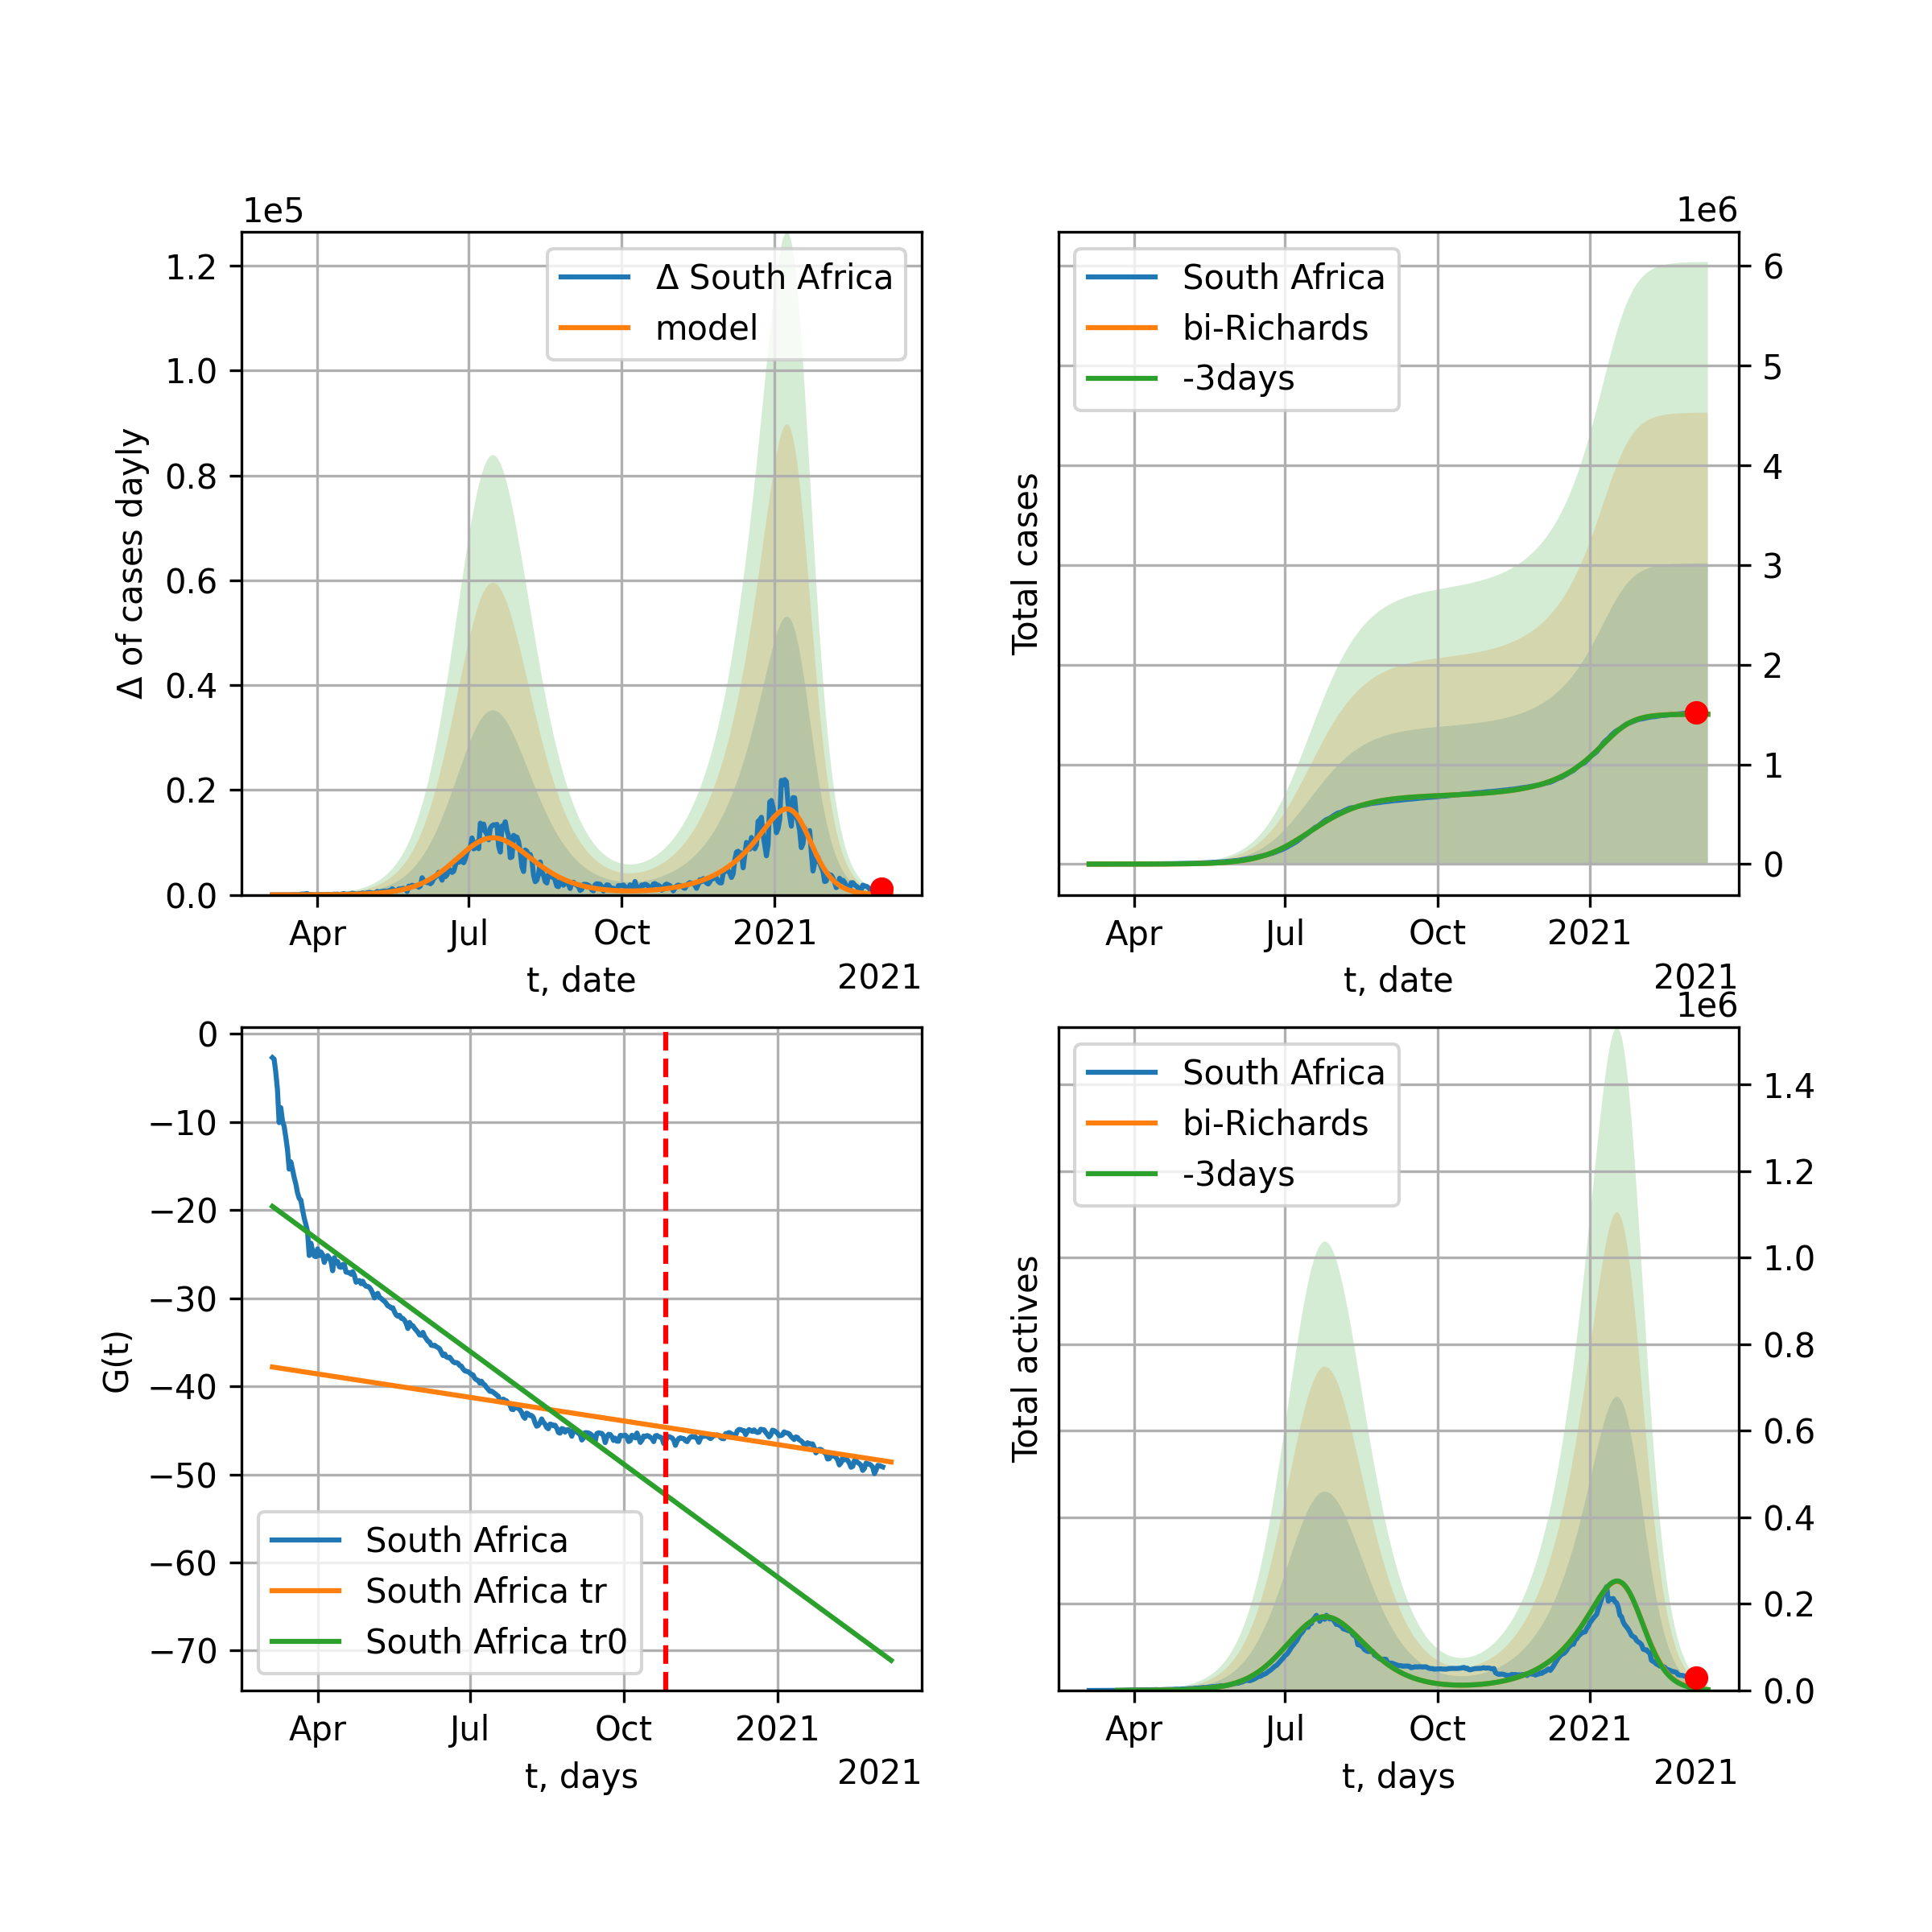 1e5
1.2
1.0
0.8
0.6
0.4
0.2
0.0
Δ of cases dayly
Δ South Africa
model
Apr
Jul
Oct
2021
t, date
2021
1e6
South Africa
bi-Richards
-3days
Total cases
6
5
4
3
2
1
0
Apr
Jul
Oct
2021
t, date
2021
0
−10
−20
−30
−40
−50
−60
−70
G(t)
South Africa
South Africa tr
South Africa tr0
Apr
Jul
Oct
2021
t, days
2021
1e6
South Africa
bi-Richards
-3days
Total actives
1.4
1.2
1.0
0.8
0.6
0.4
0.2
0.0
Apr
Jul
Oct
2021
t, days
2021